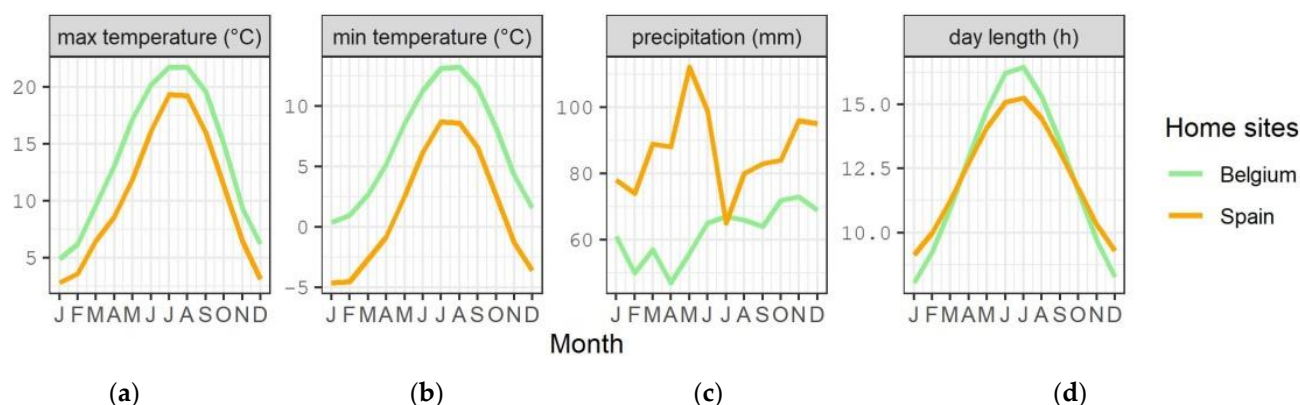 max temperature (°C)
min temperature (°C)
precipitation (mm)
day length (h)
20
15
10
5
10
5
0
−5
100
80
60
15.0
12.5
10.0
J F M A M J J A S O N D
J F M A M J J A S O N D
J F M A M J J A S O N D
J F M A M J J A S O N D
Month
Home sites
Belgium
Spain
(a)
(b)
(c)
(d)